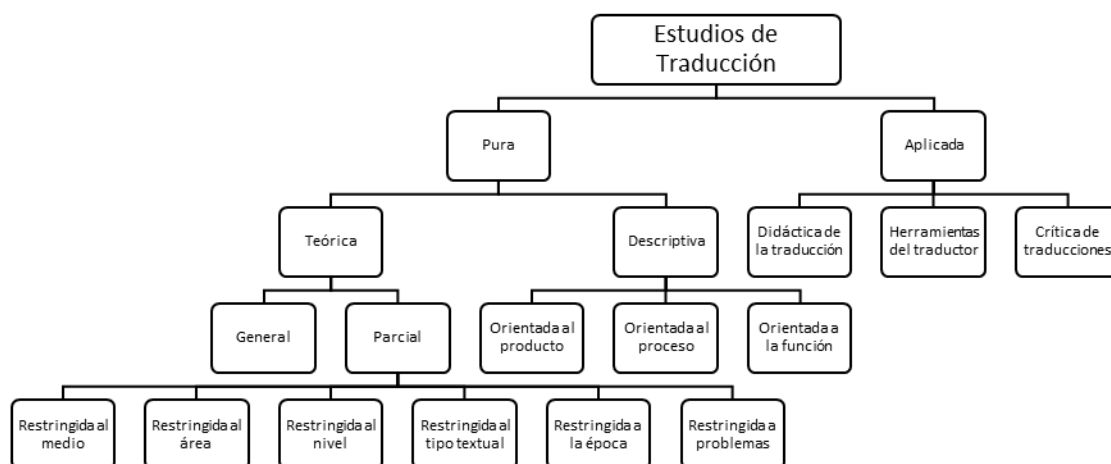 Estudios de
Traducción
Pura
Aplicada
Teórica
Descriptiva
Didáctica de
la traducción
Herramientas
del traductor
Crítica de
traducciones
General
Parcial
Orientada al
producto
Orientada al
proceso
Orientada a
la función
Restringida al
medio
Restringida al
área
Restringida al
nivel
Restringida al
tipo textual
Restringida a
la época
Restringida a
problemas